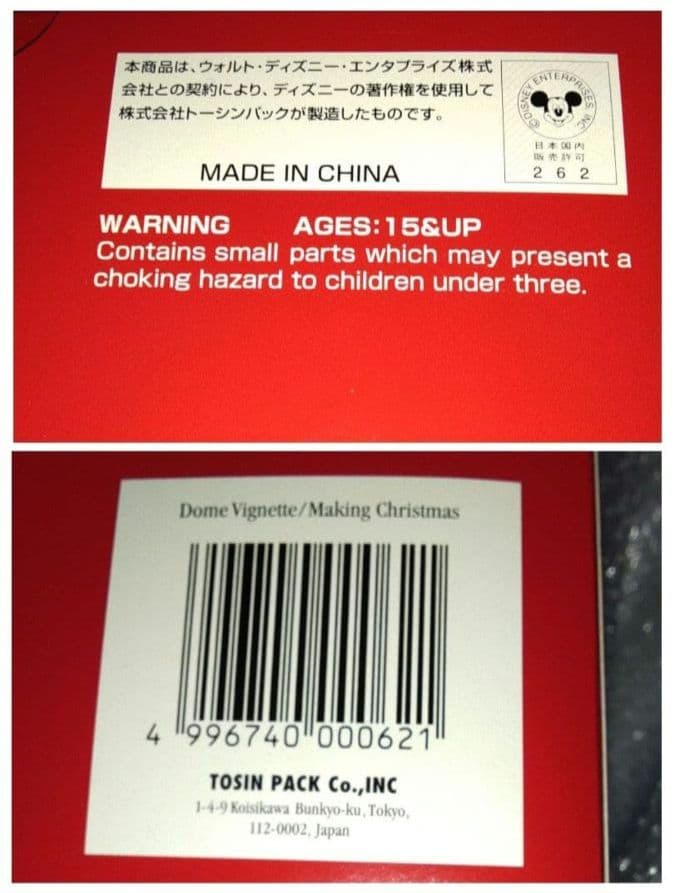 本商品は、ウォルト・ディズニー・エンタプライズ株式
会社との契約により、ディズニーの著作権を使用して
株式会社トーシンパックが製造したものです。
MADE IN CHINA
©DISNEY ENTERPRISES, INC
日本国内
販売許可
262
WARNING AGES:15&UP
Contains small parts which may present a
choking hazard to children under three.
Dome Vignette/Making Christmas
4 996740 000621
TOSIN PACK Co.,INC
1-4-9 Koisikawa Bunkyo-ku, Tokyo,
112-0002, Japan